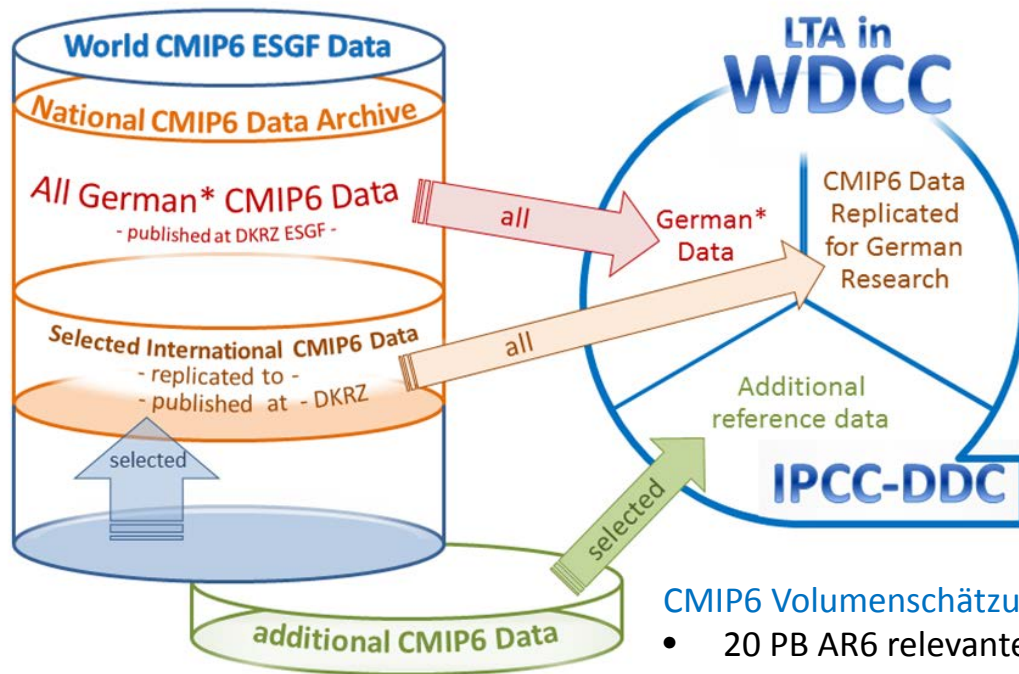 World CMIP6 ESGF Data
National CMIP6 Data Archive
All German* CMIP6 Data
- published at DKRZ ESGF -
Selected International CMIP6 Data
- replicated to -
- published at - DKRZ
selected
additional CMIP6 Data
all
all
selected
LTA in
WDCC
German*
Data
CMIP6 Data
Replicated
for German
Research
Additional
reference data
IPCC-DDC
CMIP6 Volumenschätzu
• 20 PB AR6 relevante